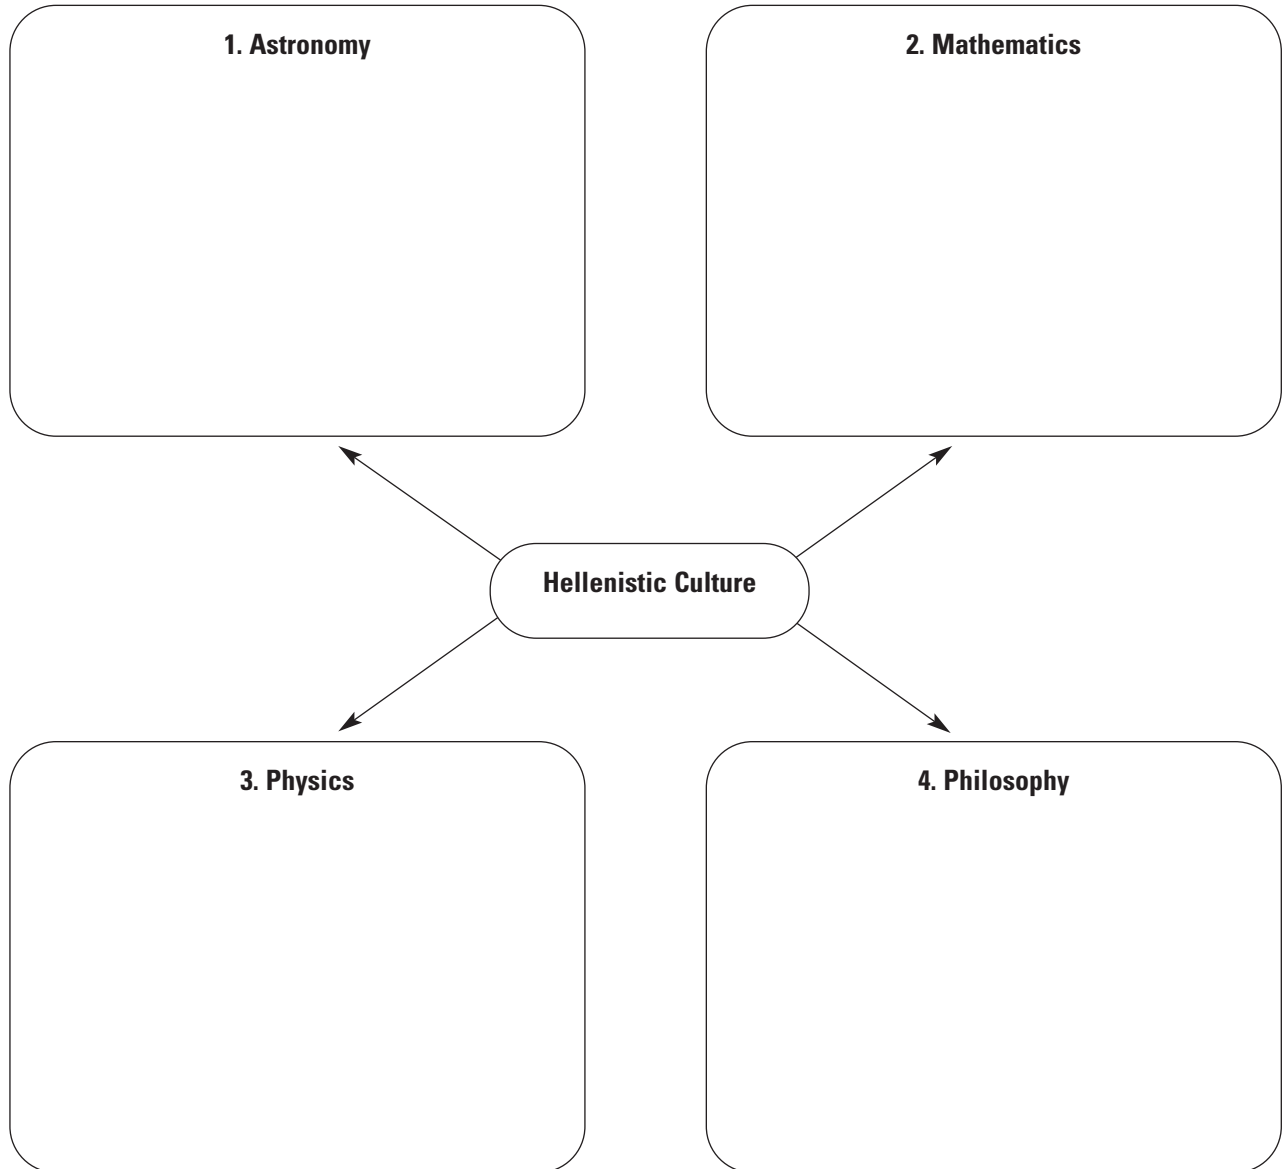 1. Astronomy
2. Mathematics
Hellenistic Culture
3. Physics
4. Philosophy